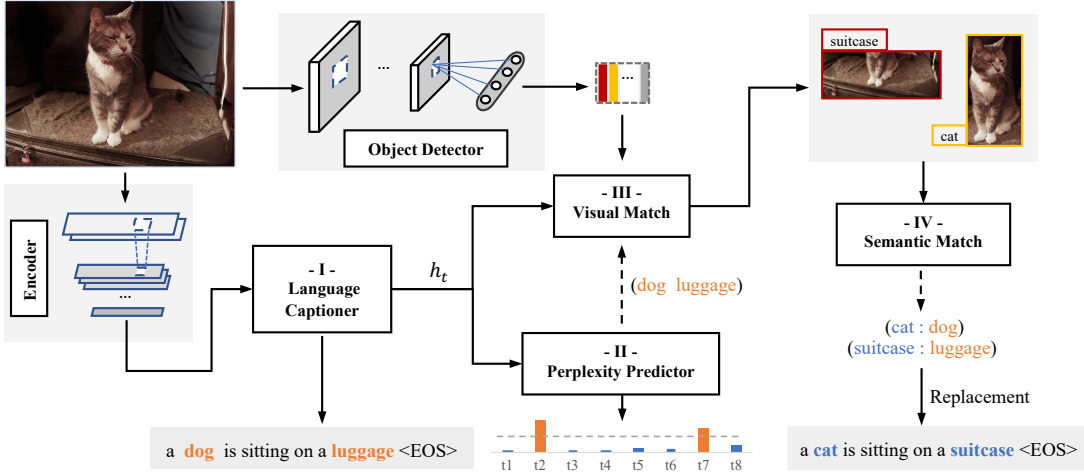 suitcase
...
...
...
cat
Object Detector
Encoder
...
- III -
Visual Match
- IV -
Semantic Match
- I -
Language
Captioner
h_t
(dog luggage)
- II -
Perplexity Predictor
(cat : dog)
(suitcase : luggage)
Replacement
a dog is sitting on a luggage <EOS>
t1 t2 t3 t4 t5 t6 t7 t8
a cat is sitting on a suitcase <EOS>